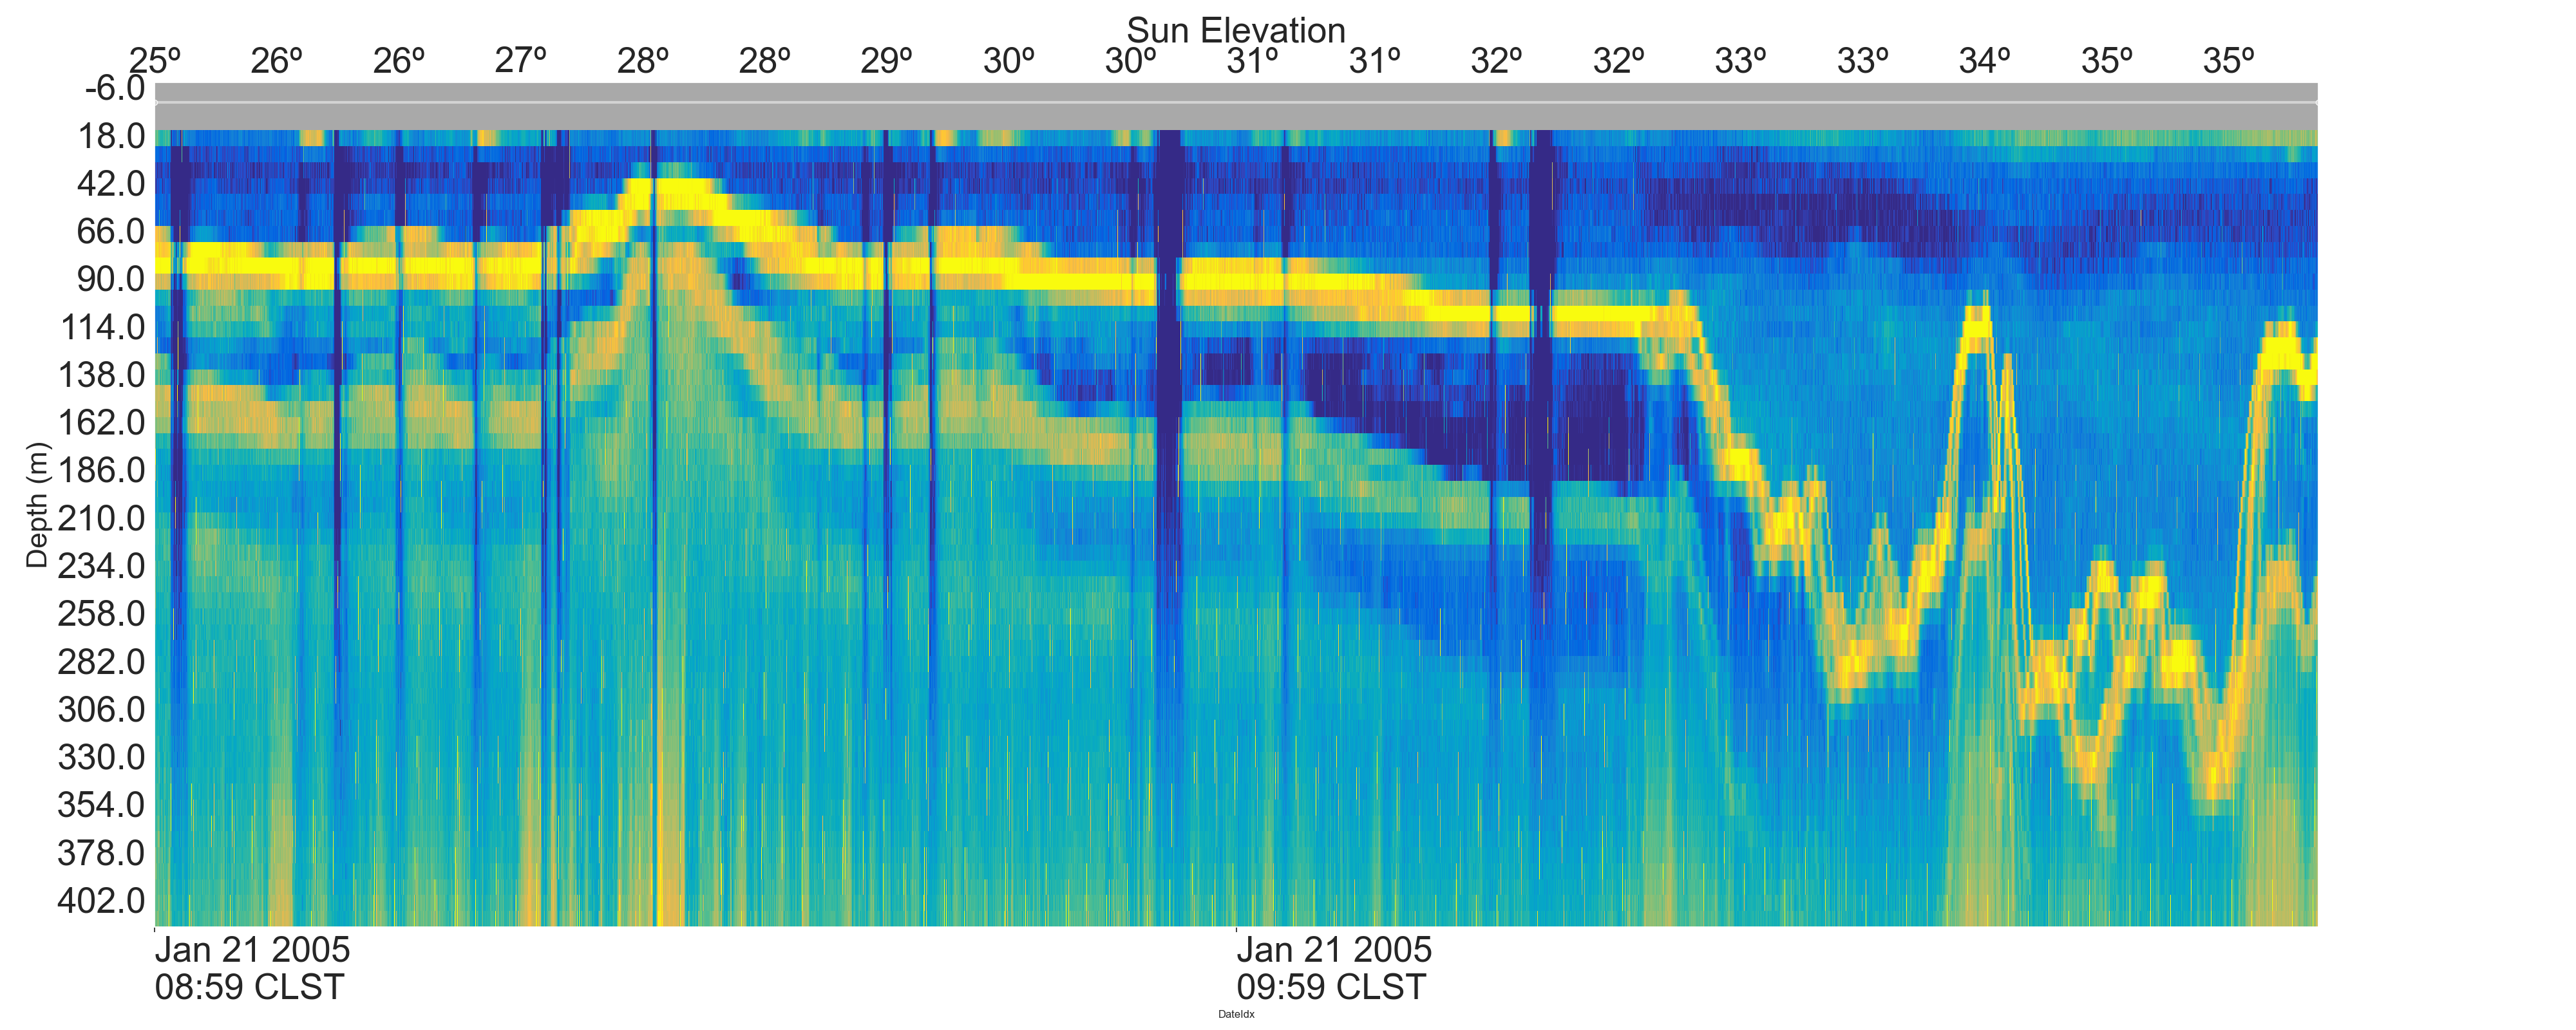 Sun Elevation
25º 26º 26º 27º 28º 28º 29º 30º 30º 31º 31º 32º 32º 33º 33º 34º 35º 35º
-6.0
18.0
42.0
66.0
90.0
114.0
138.0
162.0
186.0
210.0
234.0
258.0
282.0
306.0
330.0
354.0
378.0
402.0
Depth (m)
Jan 21 2005
08:59 CLST
Jan 21 2005
09:59 CLST
DateIdx